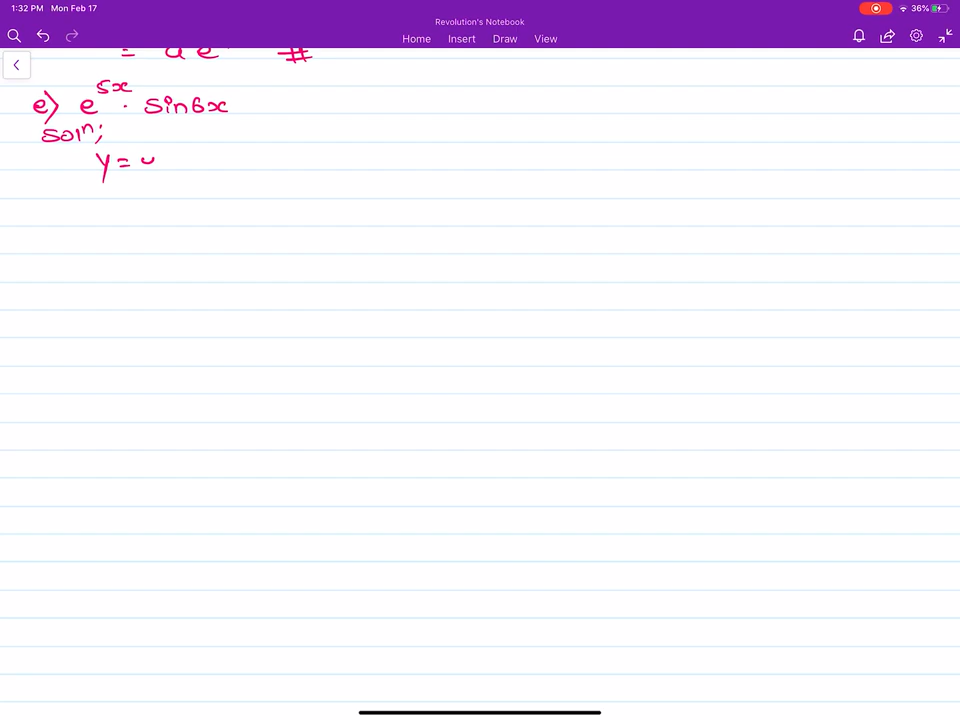 1:32 PM Mon Feb 17
36%
Revolution's Notebook
Home Insert Draw View
= a e #
e) e^5x . sin6x
soln;
y =